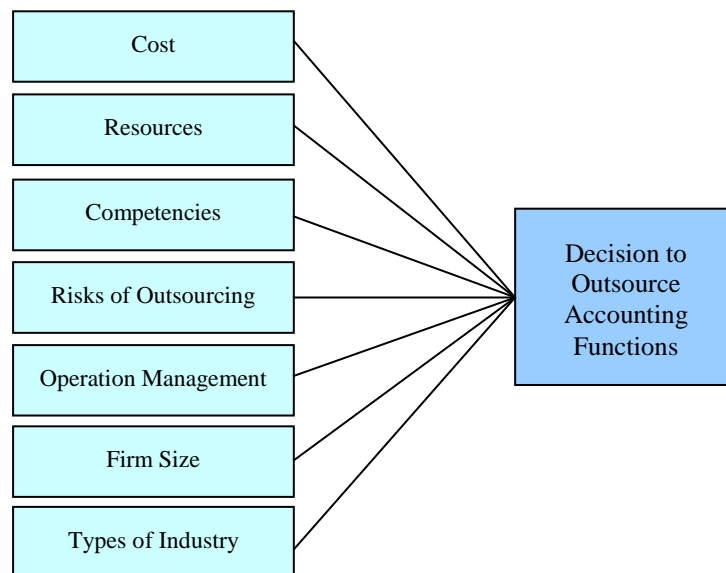 Cost
Resources
Competencies
Risks of Outsourcing
Operation Management
Firm Size
Types of Industry
Decision to
Outsource
Accounting
Functions